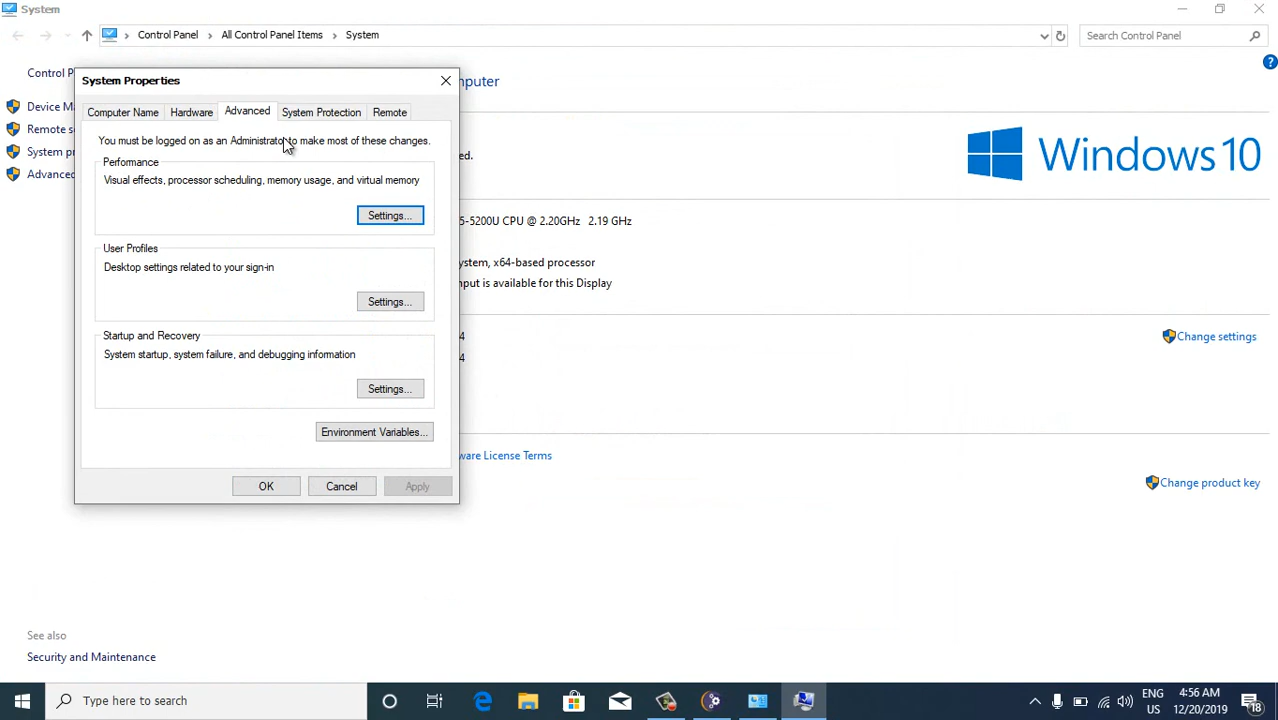 System
Control Panel
All Control Panel Items
System
Search Control Panel
Control P
System Properties
mputer
Device M
Remote s
System pr
Advanced
Computer Name
Hardware
Advanced
System Protection
Remote
You must be logged on as an Administrator to make most of these changes.
Performance
Visual effects, processor scheduling, memory usage, and virtual memory
Settings...
User Profiles
Desktop settings related to your sign-in
Settings...
Startup and Recovery
System startup, system failure, and debugging information
Settings...
Environment Variables...
OK
Cancel
Apply
ed.
Windows 10
5-5200U CPU @ 2.20GHz 2.19 GHz
ystem, x64-based processor
nput is available for this Display
4
Change settings
4
ware License Terms
Change product key
See also
Security and Maintenance
Type here to search
ENG
US
4:56 AM
12/20/2019
18